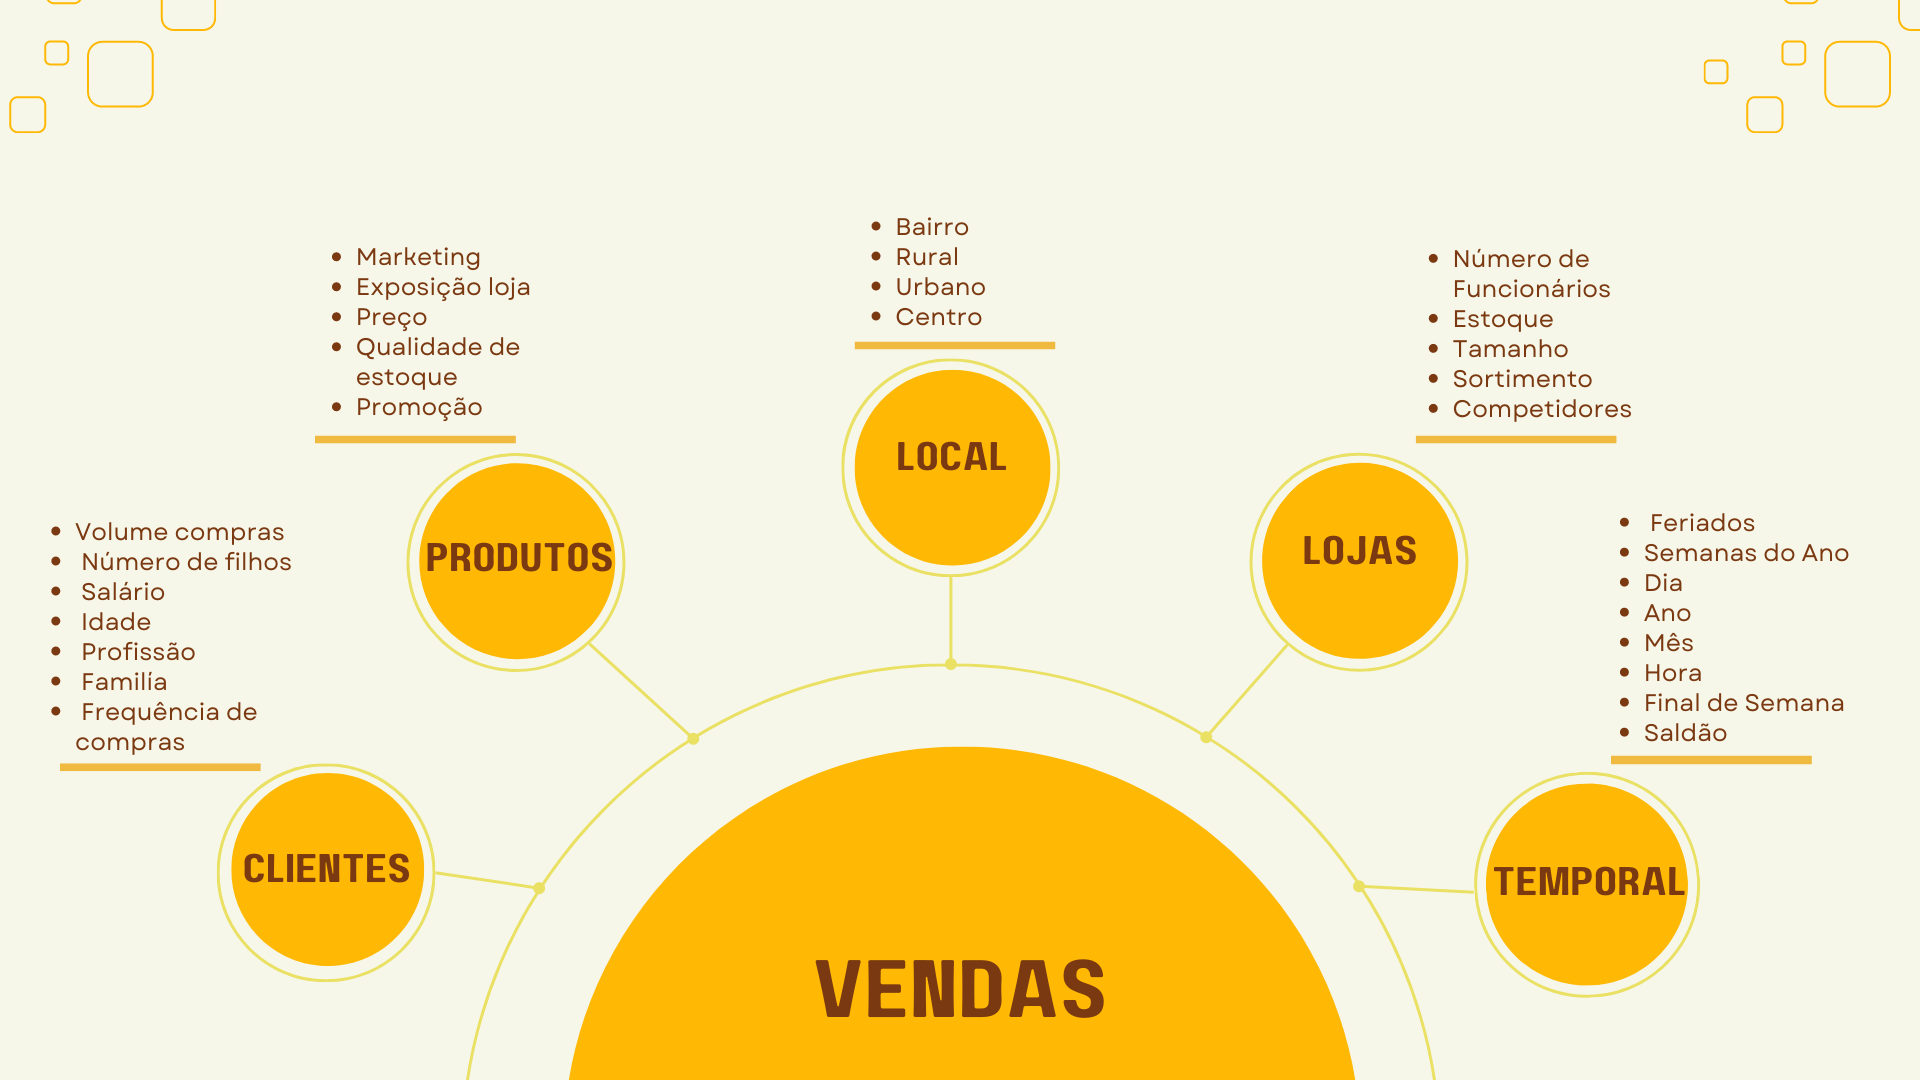 Bairro
Rural
Urbano
Centro
LOCAL
Marketing
Exposição loja
Preço
Qualidade de
estoque
Promoção
PRODUTOS
Número de
Funcionários
Estoque
Tamanho
Sortimento
Competidores
LOJAS
Volume compras
Número de filhos
Salário
Idade
Profissão
Familía
Frequência de
compras
CLIENTES
Feriados
Semanas do Ano
Dia
Ano
Mês
Hora
Final de Semana
Saldão
TEMPORAL
VENDAS